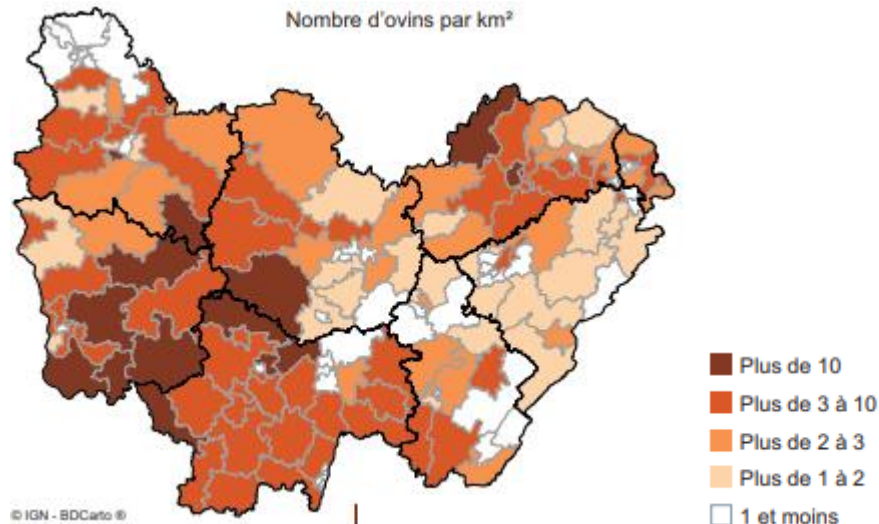 Nombre d'ovins par km²
Plus de 10
Plus de 3 à 10
Plus de 2 à 3
Plus de 1 à 2
1 et moins
© IGN - BDCarto ®